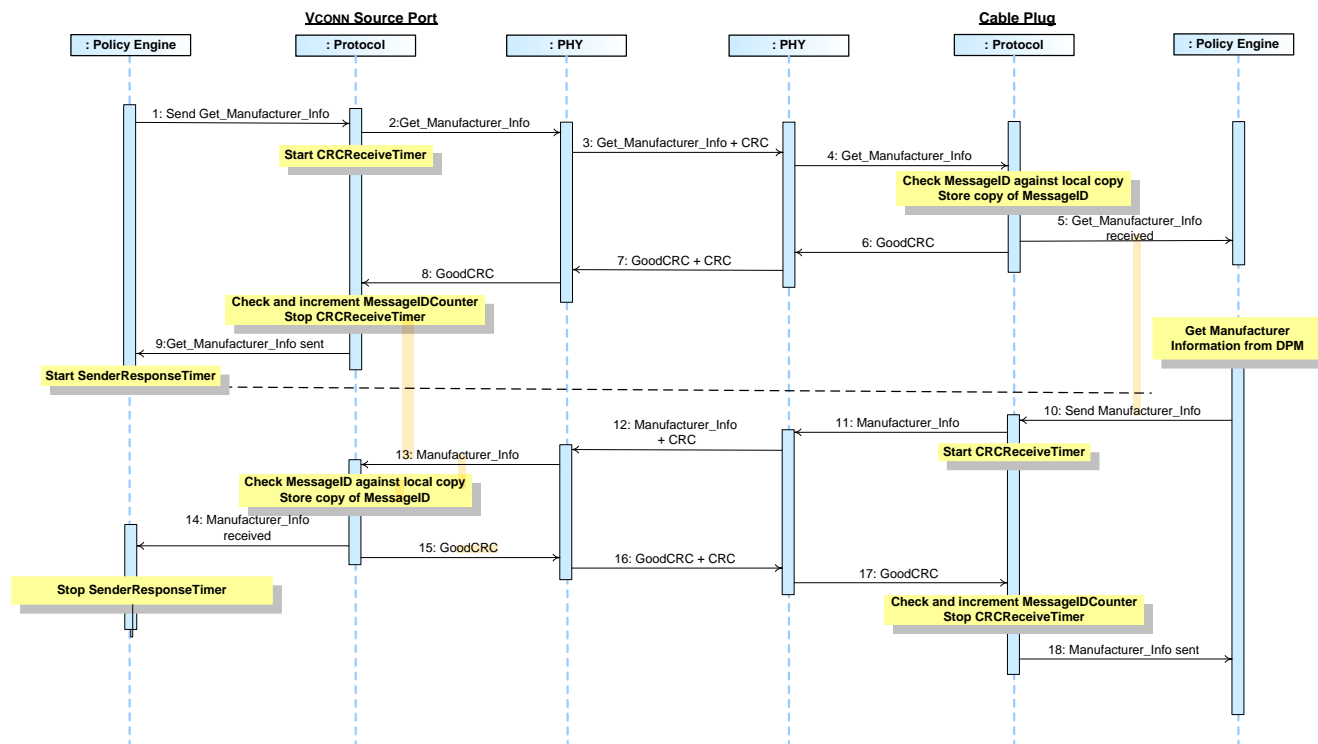 VCONN Source Port
Cable Plug
: Policy Engine
: Protocol
: PHY
: PHY
: Protocol
: Policy Engine
1: Send Get_Manufacturer_Info
2:Get_Manufacturer_Info
Start CRCReceiveTimer
3: Get_Manufacturer_Info + CRC
4: Get_Manufacturer_Info
Check MessageID against local copy
Store copy of MessageID
5: Get_Manufacturer_Info
received
6: GoodCRC
7: GoodCRC + CRC
8: GoodCRC
Check and increment MessageIDCounter
Stop CRCReceiveTimer
9:Get_Manufacturer_Info sent
Start SenderResponseTimer
Get Manufacturer
Information from DPM
10: Send Manufacturer_Info
11: Manufacturer_Info
Start CRCReceiveTimer
12: Manufacturer_Info
+ CRC
13: Manufacturer_Info
Check MessageID against local copy
Store copy of MessageID
14: Manufacturer_Info
received
15: GoodCRC
16: GoodCRC + CRC
17: GoodCRC
Stop SenderResponseTimer
Check and increment MessageIDCounter
Stop CRCReceiveTimer
18: Manufacturer_Info sent